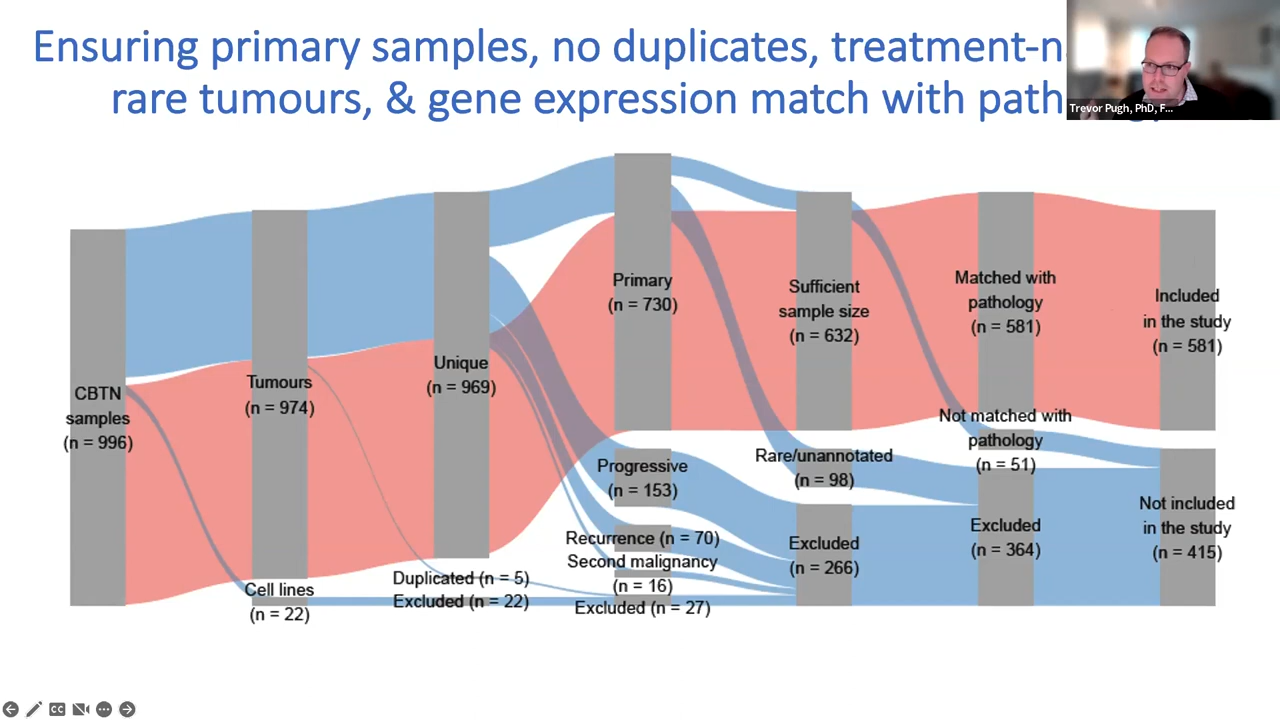 Ensuring primary samples, no duplicates,
rare tumours, & gene expression match with
Trevor Pugh, PhD, F...
CBTN
samples
(n = 996)
Tumours
(n = 974)
Cell lines
(n = 22)
Unique
(n = 969)
Duplicated (n = 5)
Excluded (n = 22)
Primary
(n = 730)
Progressive
(n = 153)
Recurrence (n = 70)
Second malignancy
(n = 16)
Excluded (n = 27)
Sufficient
sample size
(n = 632)
Rare/unannotated
(n = 98)
Excluded
(n = 266)
Matched with
pathology
(n = 581)
Not matched with
pathology
(n = 51)
Excluded
(n = 364)
Included
in the study
(n = 581)
Not included
in the study
(n = 415)
CC